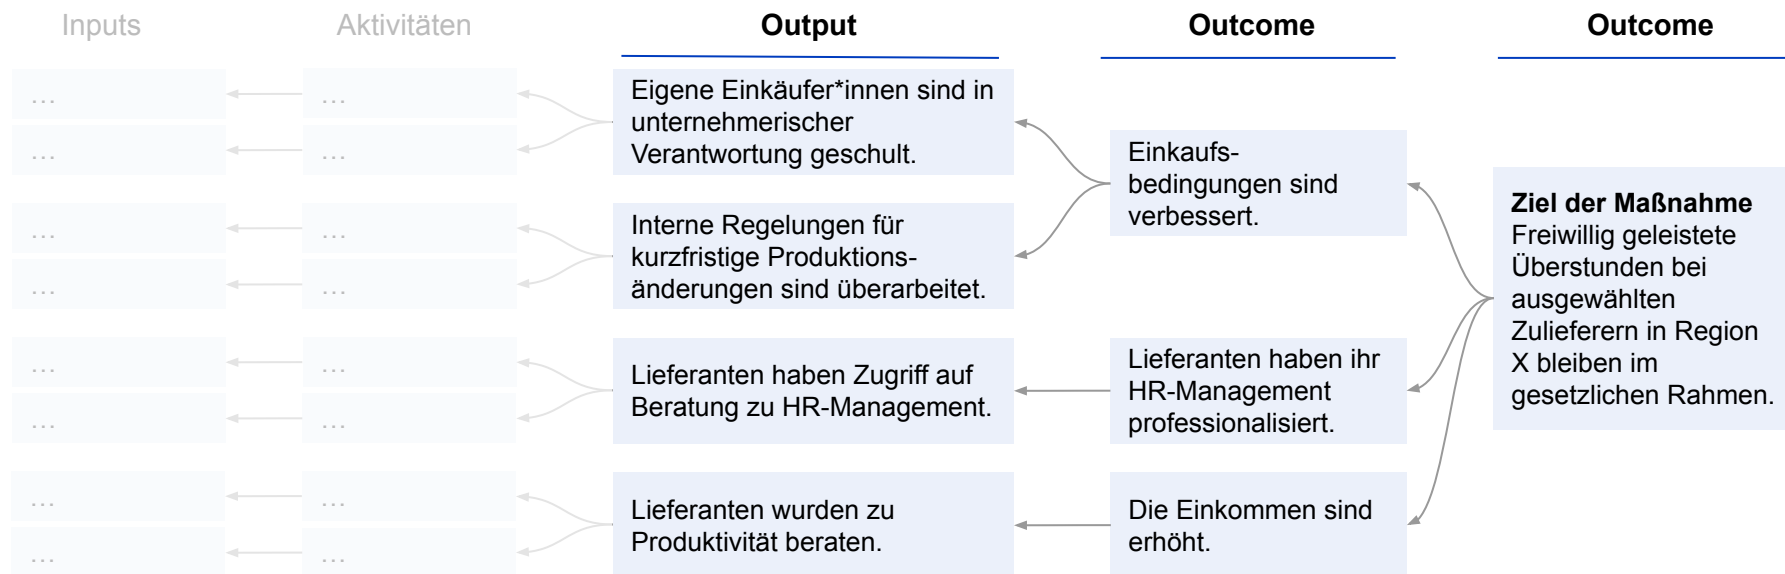 Inputs
Aktivitäten
Output
Outcome
Outcome
…
…
…
…
Eigene Einkäufer*innen sind in
unternehmerischer
Verantwortung geschult.
…
…
…
…
Interne Regelungen für
kurzfristige Produktions-
änderungen sind überarbeitet.
Einkaufs-
bedingungen sind
verbessert.
…
…
…
…
Lieferanten haben Zugriff auf
Beratung zu HR-Management.
Lieferanten haben ihr
HR-Management
professionalisiert.
…
…
…
…
Lieferanten wurden zu
Produktivität beraten.
Die Einkommen sind
erhöht.
Ziel der Maßnahme
Freiwillig geleistete
Überstunden bei
ausgewählten
Zulieferern in Region
X bleiben im
gesetzlichen Rahmen.